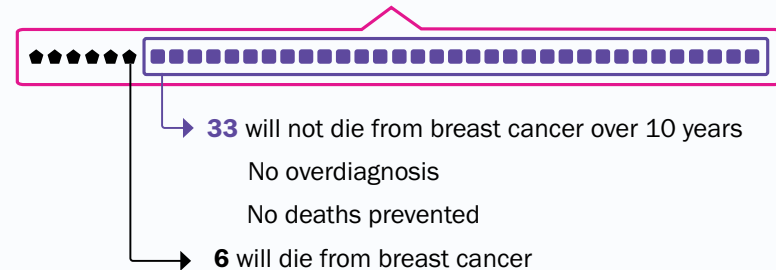 33 will not die from breast cancer over 10 years
No overdiagnosis
No deaths prevented
6 will die from breast cancer